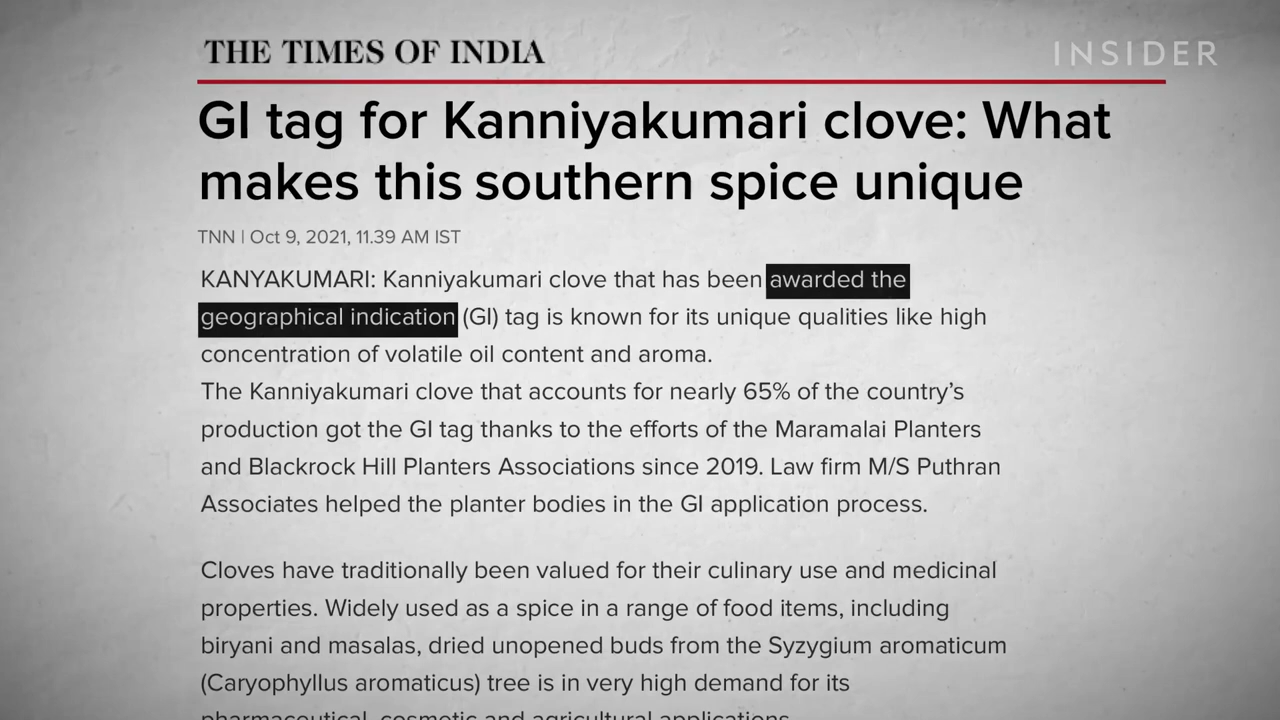 THE TIMES OF INDIA
INSIDER
GI tag for Kanniyakumari clove: What
makes this southern spice unique
TNN | Oct 9, 2021, 11.39 AM IST
KANYAKUMARI: Kanniyakumari clove that has been awarded the
geographical indication (GI) tag is known for its unique qualities like high
concentration of volatile oil content and aroma.
The Kanniyakumari clove that accounts for nearly 65% of the country’s
production got the GI tag thanks to the efforts of the Maramalai Planters
and Blackrock Hill Planters Associations since 2019. Law firm M/S Puthran
Associates helped the planter bodies in the GI application process.
Cloves have traditionally been valued for their culinary use and medicinal
properties. Widely used as a spice in a range of food items, including
biryani and masalas, dried unopened buds from the Syzygium aromaticum
(Caryophyllus aromaticus) tree is in very high demand for its
pharmaceutical, cosmetic and agricultural applications.